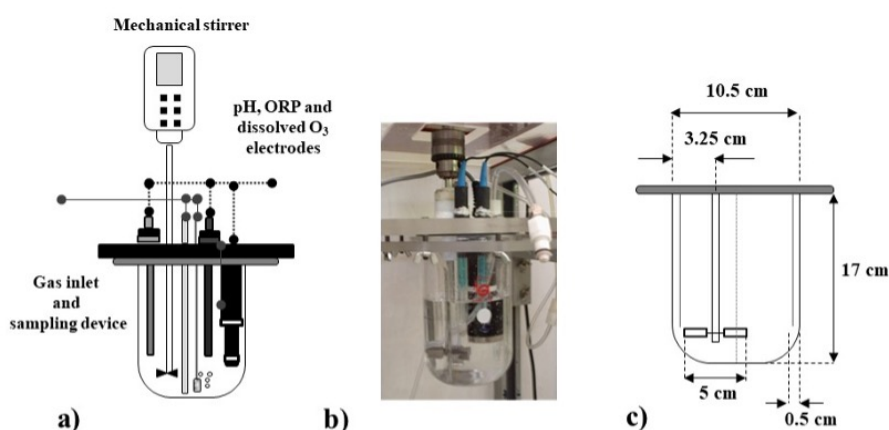 Mechanical stirrer
pH, ORP and
dissolved O₃
electrodes
Gas inlet
and
sampling device
a)
b)
10.5 cm
3.25 cm
17 cm
5 cm
0.5 cm
c)